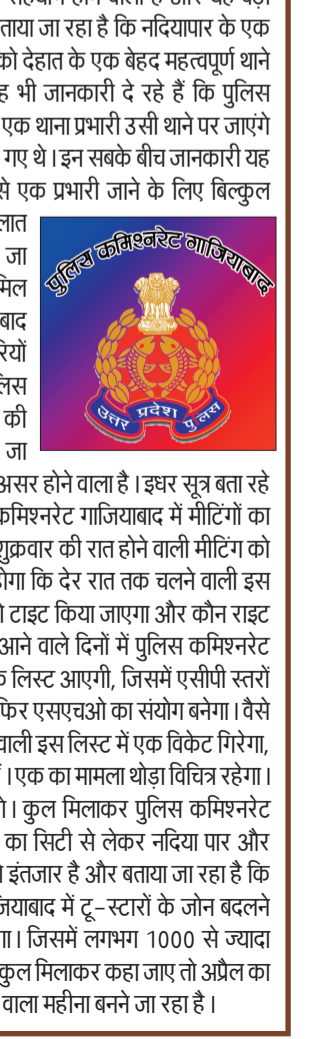 ताया जा रहा है कि नदियापार के एक
को देहात के एक बेहद महत्वपूर्ण थाने
ह भी जानकारी दे रहे हैं कि पुलिस
एक थाना प्रभारी उसी थाने पर जाएंगे
गए थे । इन सबके बीच जानकारी यह
से एक प्रभारी जाने के लिए बिल्कुल
लात
जा
मिल
बाद
रियों
लेस
की
जा
पुलिस कमिश्नरेट गाजियाबाद
उत्तर प्रदेश पुलिस
असर होने वाला है । इधर सूत्र बता रहे
कमिश्नरेट गाजियाबाद में मीटिंगों का
शुक्रवार की रात होने वाली मीटिंग को
होगा कि देर रात तक चलने वाली इस
टाइट किया जाएगा और कौन राइट
आने वाले दिनों में पुलिस कमिश्नरेट
क लिस्ट आएगी, जिसमें एसीपी स्तरों
फिर एसएचओ का संयोग बनेगा । वैसे
वाली इस लिस्ट में एक विकेट गिरेगा,
। एक का मामला थोड़ा विचित्र रहेगा ।
। कुल मिलाकर पुलिस कमिश्नरेट
का सिटी से लेकर नदिया पार और
इंतजार है और बताया जा रहा है कि
जियाबाद में टू-स्टारों के जोन बदलने
गा । जिसमें लगभग 1000 से ज्यादा
कुल मिलाकर कहा जाए तो अप्रैल का
वाला महीना बनने जा रहा है ।